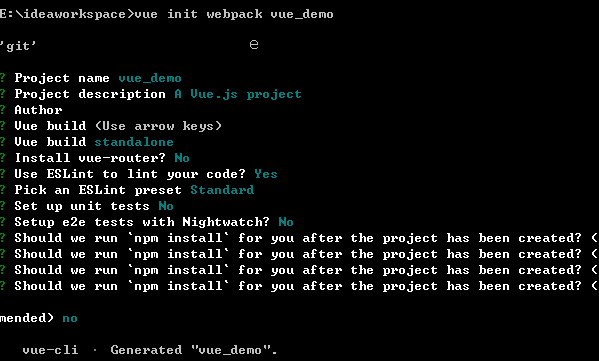 E:\ideaworkspace>vue init webpack vue_demo
'git' e
? Project name vue_demo
? Project description A Vue.js project
? Author
? Vue build (Use arrow keys)
? Vue build standalone
? Install vue-router? No
? Use ESLint to lint your code? Yes
? Pick an ESLint preset Standard
? Set up unit tests No
? Setup e2e tests with Nightwatch? No
? Should we run `npm install` for you after the project has been created? (
? Should we run `npm install` for you after the project has been created? (
? Should we run `npm install` for you after the project has been created? (
? Should we run `npm install` for you after the project has been created? (
mended) no
vue-cli · Generated "vue_demo".